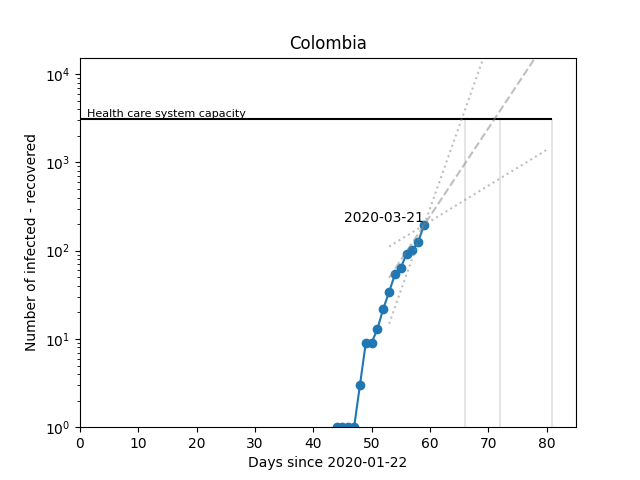 Colombia
Number of infected - recovered
10^4
10^3
10^2
10^1
10^0
Health care system capacity
2020-03-21
0 10 20 30 40 50 60 70 80
Days since 2020-01-22